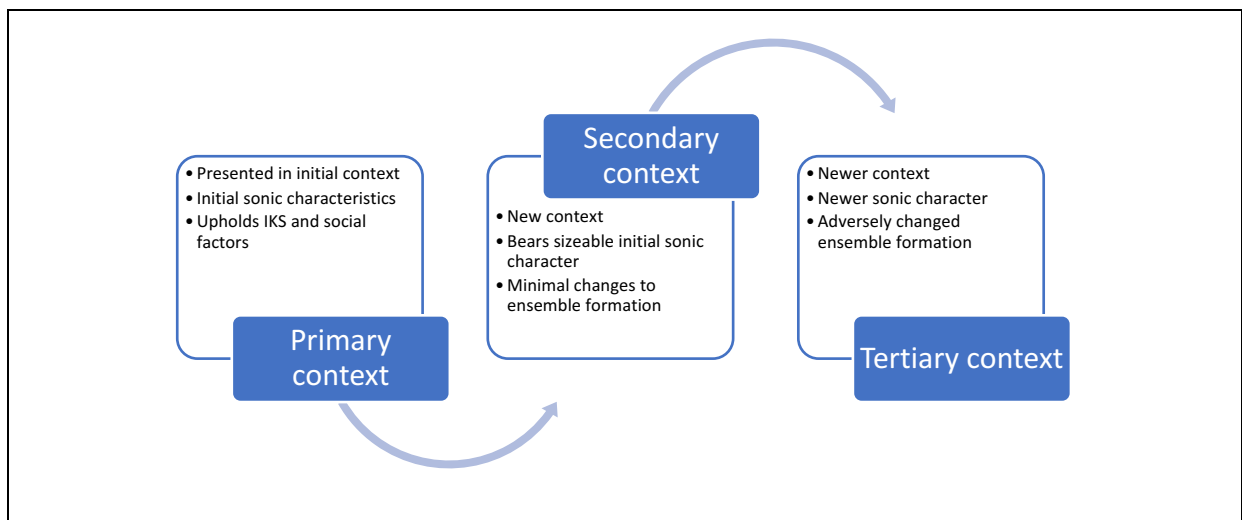 • Presented in initial context
• Initial sonic characteristics
• Upholds IKS and social
factors
Primary
context
Secondary
context
• New context
• Bears sizeable initial sonic
character
• Minimal changes to
ensemble formation
• Newer context
• Newer sonic character
• Adversely changed
ensemble formation
Tertiary context